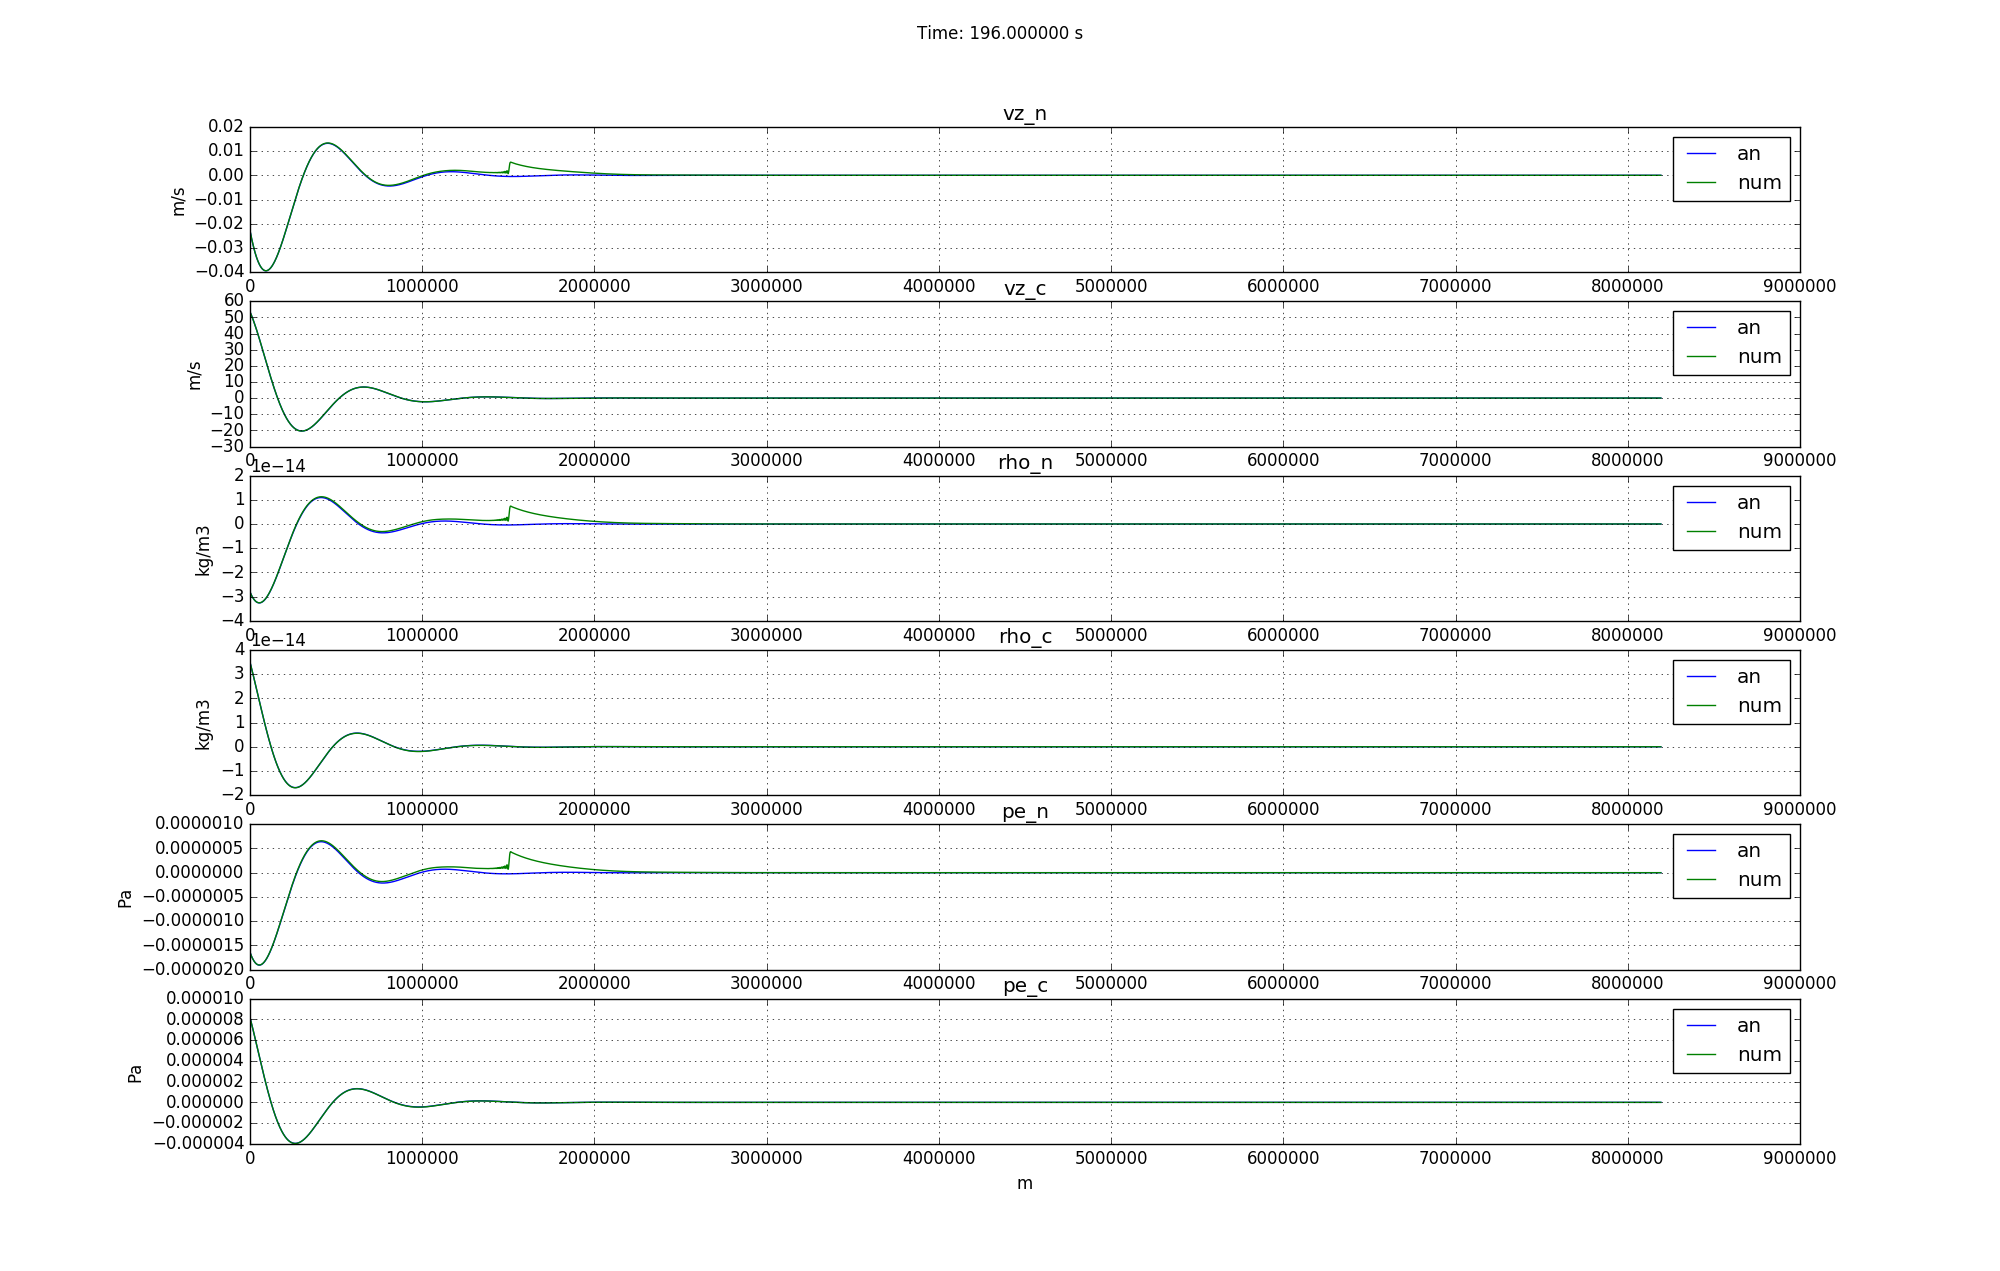 Time: 196.000000 s
vz_n
0.02
0.01
0.00
−0.01
−0.02
−0.03
−0.04
m/s
an
num
0 1000000 2000000 3000000 4000000 5000000 6000000 7000000 8000000 9000000
vz_c
60
50
40
30
20
10
0
−10
−20
−30
m/s
an
num
0 1000000 2000000 3000000 4000000 5000000 6000000 7000000 8000000 9000000
1e−14
rho_n
2
1
0
−1
−2
−3
−4
kg/m3
an
num
0 1000000 2000000 3000000 4000000 5000000 6000000 7000000 8000000 9000000
1e−14
rho_c
4
3
2
1
0
−1
−2
kg/m3
an
num
0 1000000 2000000 3000000 4000000 5000000 6000000 7000000 8000000 9000000
pe_n
0.0000010
0.0000005
0.0000000
−0.0000005
−0.0000010
−0.0000015
−0.0000020
Pa
an
num
0 1000000 2000000 3000000 4000000 5000000 6000000 7000000 8000000 9000000
pe_c
0.000010
0.000008
0.000006
0.000004
0.000002
0.000000
−0.000002
−0.000004
Pa
an
num
0 1000000 2000000 3000000 4000000 5000000 6000000 7000000 8000000 9000000
m